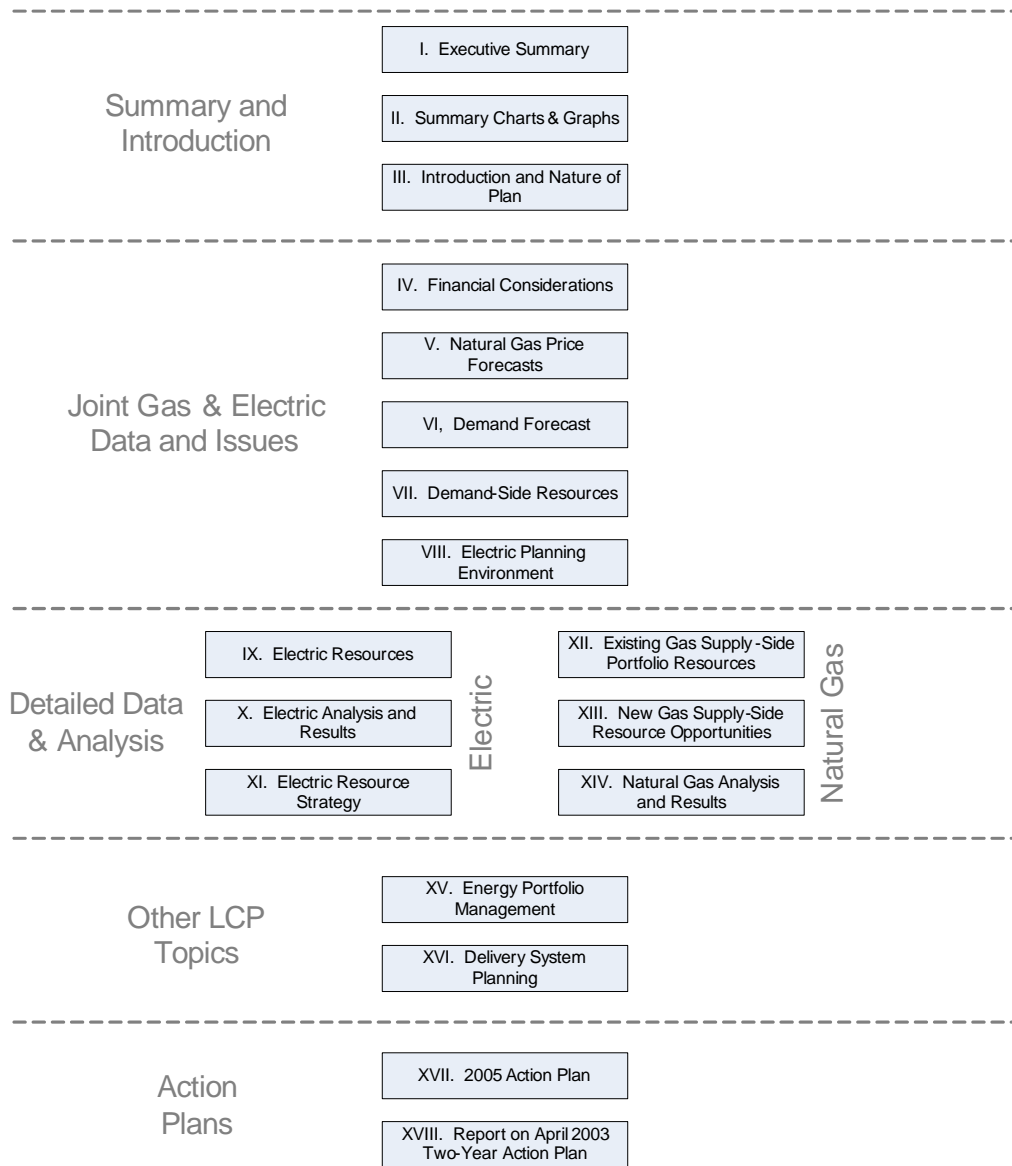 Summary and
Introduction
I. Executive Summary
II. Summary Charts & Graphs
III. Introduction and Nature of
Plan
Joint Gas & Electric
Data and Issues
IV. Financial Considerations
V. Natural Gas Price
Forecasts
VI, Demand Forecast
VII. Demand-Side Resources
VIII. Electric Planning
Environment
Detailed Data
& Analysis
IX. Electric Resources
X. Electric Analysis and
Results
XI. Electric Resource
Strategy
Electric
XII. Existing Gas Supply-Side
Portfolio Resources
XIII. New Gas Supply-Side
Resource Opportunities
XIV. Natural Gas Analysis
and Results
Natural Gas
Other LCP
Topics
XV. Energy Portfolio
Management
XVI. Delivery System
Planning
Action
Plans
XVII. 2005 Action Plan
XVIII. Report on April 2003
Two-Year Action Plan